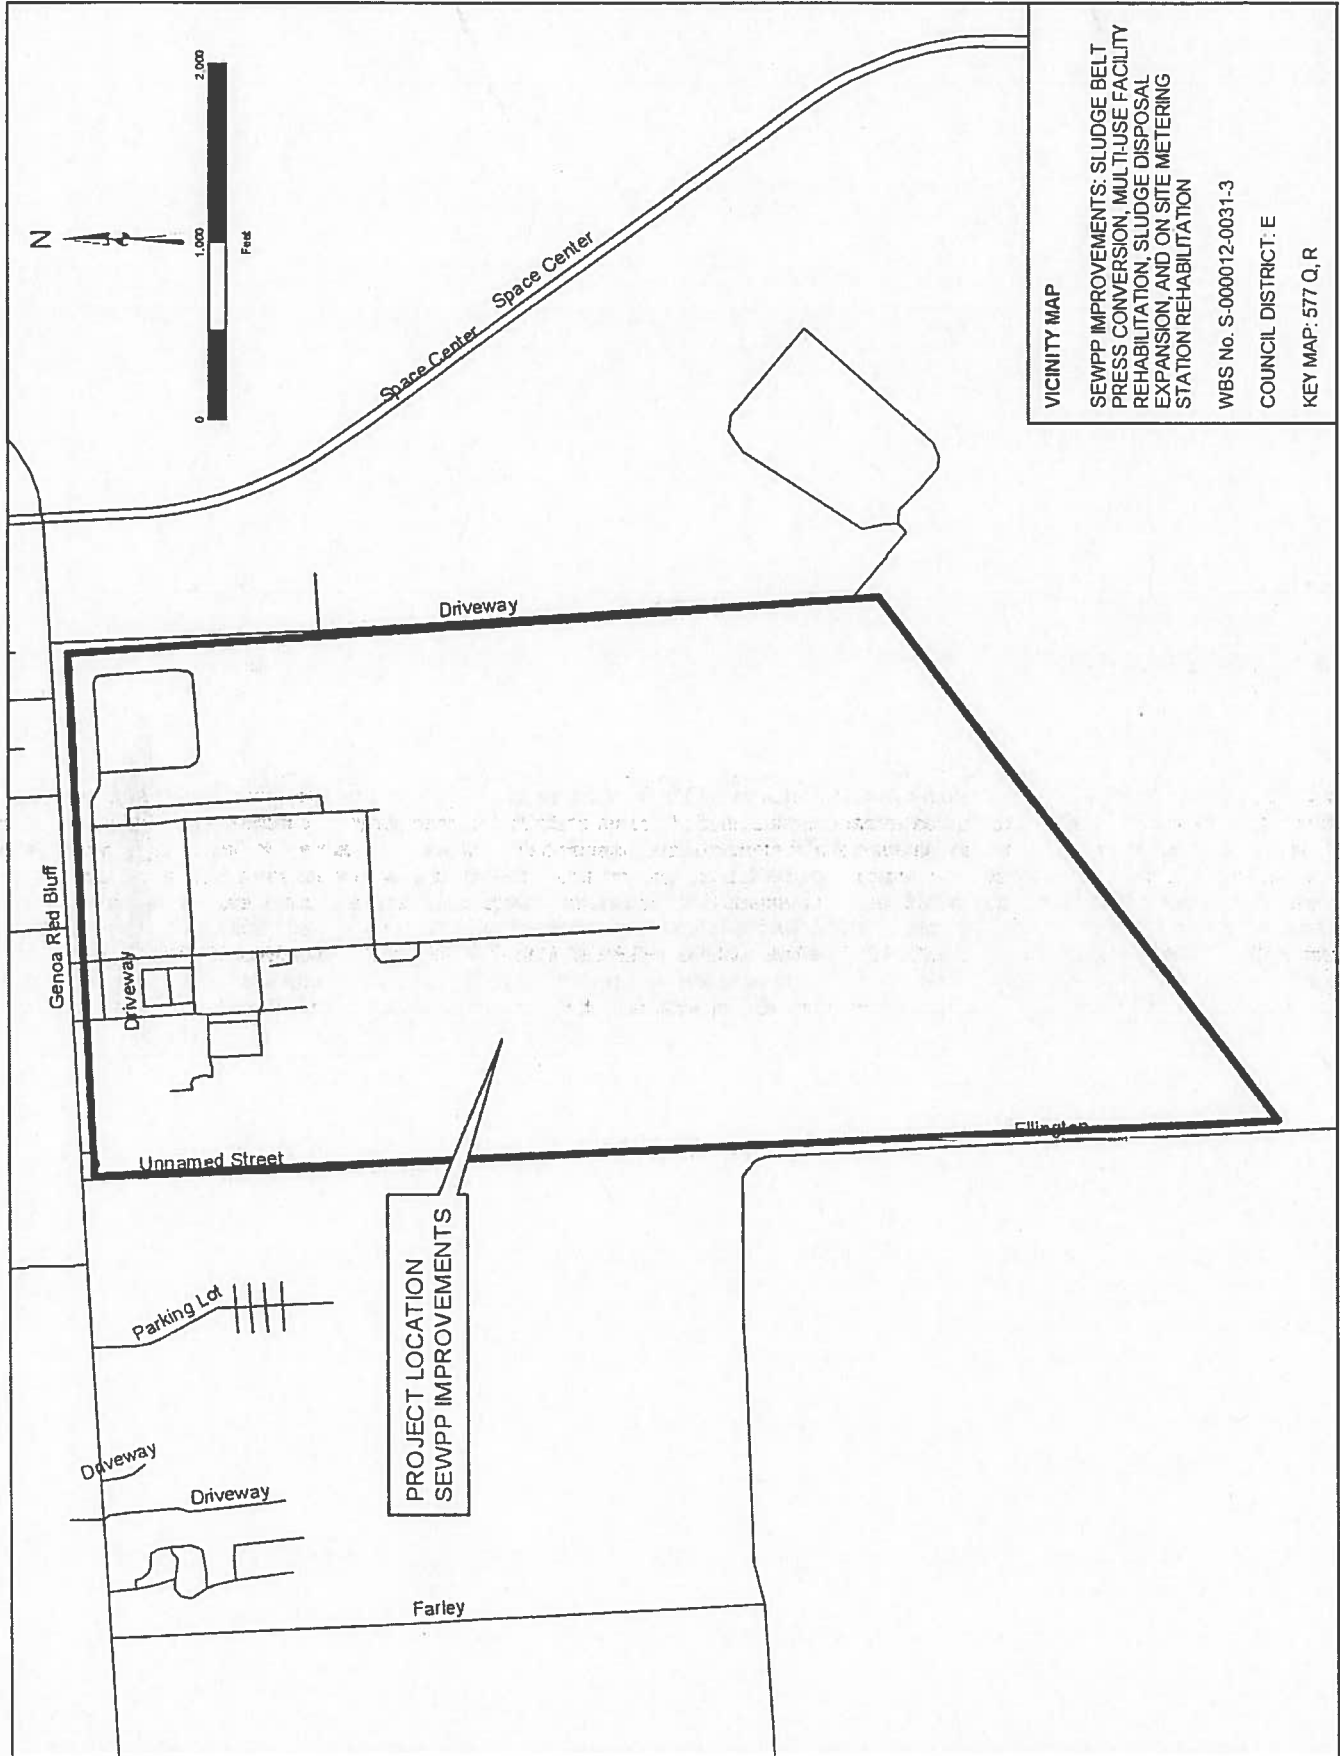 N
0
1,000
2,000
Feet
Space Center
Space Center
Genoa Red Bluff
Driveway
Driveway
Unnamed Street
Ellington
Parking Lot
Driveway
Driveway
Farley
PROJECT LOCATION
SEWPP IMPROVEMENTS
VICINITY MAP
SEWPP IMPROVEMENTS: SLUDGE BELT
PRESS CONVERSION, MULTI-USE FACILITY
REHABILITATION, SLUDGE DISPOSAL
EXPANSION, AND ON SITE METERING
STATION REHABILITATION
WBS No. S-000012-0031-3
COUNCIL DISTRICT: E
KEY MAP: 577 Q, R